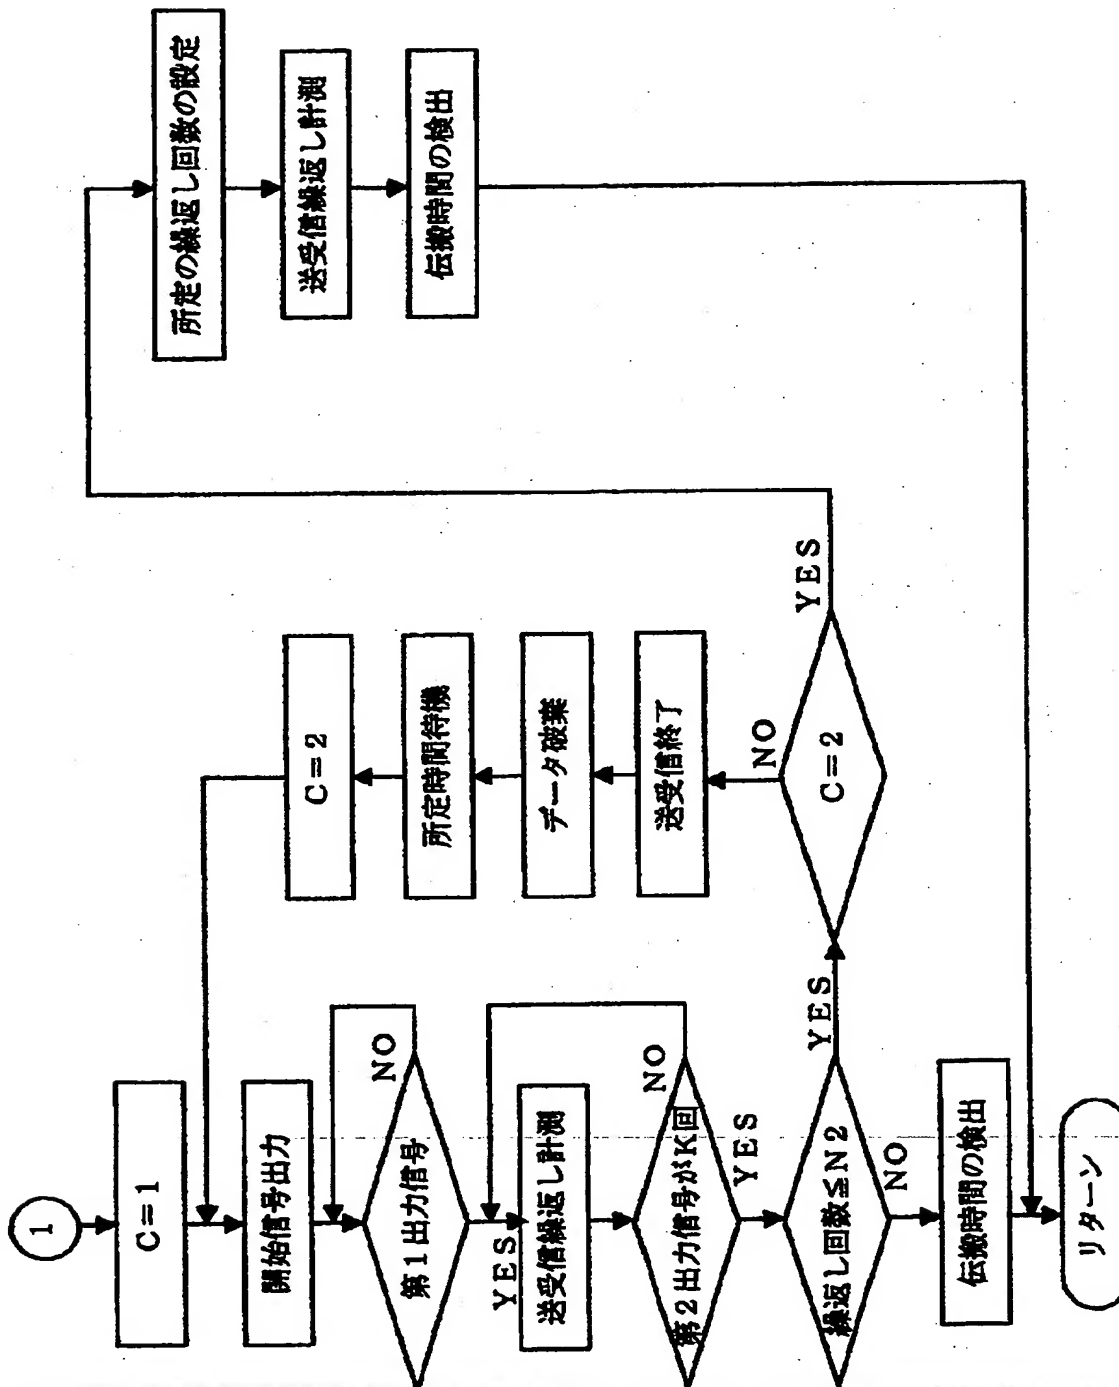 1
C=1
開始信号出力
第1出力信号
NO
YES
送受信繰返し計測
第2出力信号がK回
NO
YES
繰返し回数≦N2
YES
NO
伝搬時間の検出
リターン
C=2
NO
YES
送受信終了
データ破棄
所定時間待機
C=2
所定の繰返し回数の設定
送受信繰返し計測
伝搬時間の検出